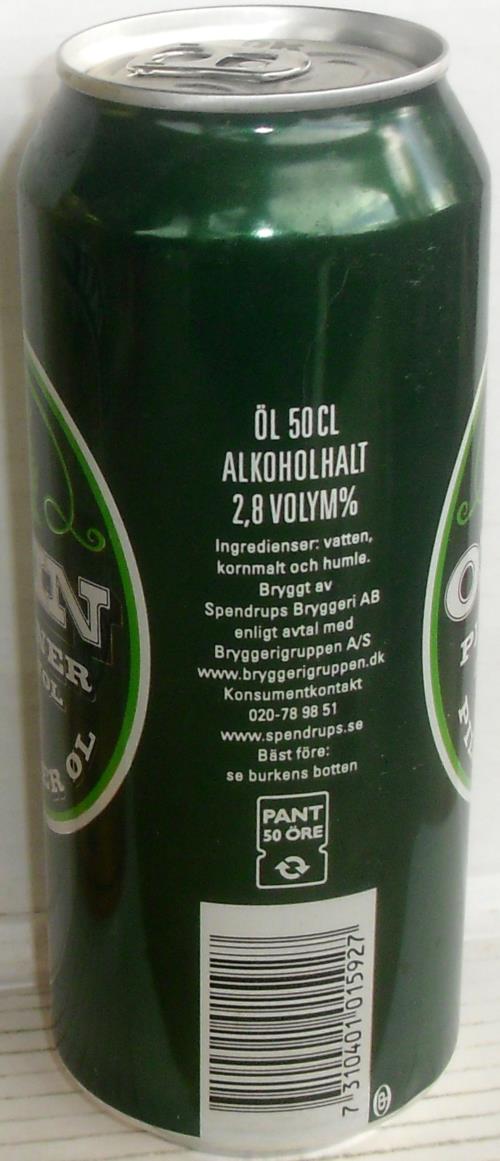 ÖL 50 CL
ALKOHOLHALT
2,8 VOLYM%
Ingredienser: vatten,
kornmalt och humle.
Bryggt av
Spendrups Bryggeri AB
enligt avtal med
Bryggerigruppen A/S
www.bryggerigruppen.dk
Konsumentkontakt
020-78 98 51
www.spendrups.se
Bäst före:
se burkens botten
PANT
50 ÖRE
7 310401 015927
ØL